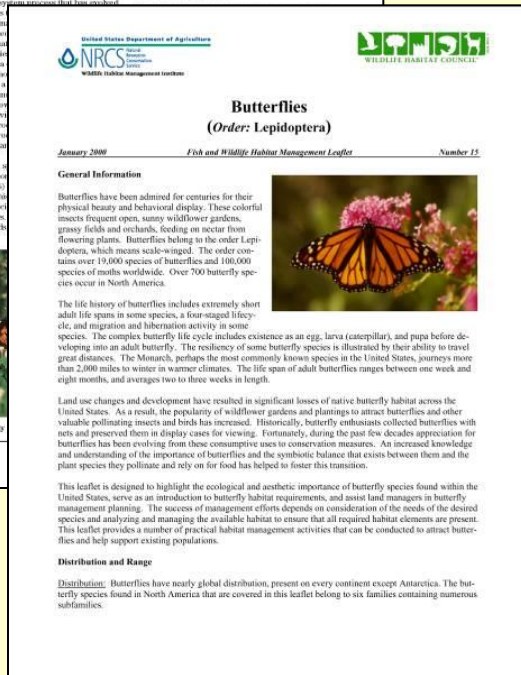 system process that has evolved
United States Department of Agriculture
NRCS Natural
Resources
Conservation
Service
Wildlife Habitat Management Institute
WILDLIFE HABITAT COUNCIL
Butterflies
(Order: Lepidoptera)
January 2000 Fish and Wildlife Habitat Management Leaflet Number 15
General Information
Butterflies have been admired for centuries for their
physical beauty and behavioral display. These colorful
insects frequent open, sunny wildflower gardens,
grassy fields and orchards, feeding on nectar from
flowering plants. Butterflies belong to the order Lepi-
doptera, which means scale-winged. The order con-
tains over 19,000 species of butterflies and 100,000
species of moths worldwide. Over 700 butterfly spe-
cies occur in North America.
The life history of butterflies includes extremely short
adult life spans in some species, a four-staged lifecy-
cle, and migration and hibernation activity in some
species. The complex butterfly life cycle includes existence as an egg, larva (caterpillar), and pupa before de-
veloping into an adult butterfly. The resiliency of some butterfly species is illustrated by their ability to travel
great distances. The Monarch, perhaps the most commonly known species in the United States, journeys more
than 2,000 miles to winter in warmer climates. The life span of adult butterflies ranges between one week and
eight months, and averages two to three weeks in length.
Land use changes and development have resulted in significant losses of native butterfly habitat across the
United States. As a result, the popularity of wildflower gardens and plantings to attract butterflies and other
valuable pollinating insects and birds has increased. Historically, butterfly enthusiasts collected butterflies with
nets and preserved them in display cases for viewing. Fortunately, during the past few decades appreciation for
butterflies has been evolving from these consumptive uses to conservation measures. An increased knowledge
and understanding of the importance of butterflies and the symbiotic balance that exists between them and the
plant species they pollinate and rely on for food has helped to foster this transition.
This leaflet is designed to highlight the ecological and aesthetic importance of butterfly species found within the
United States, serve as an introduction to butterfly habitat requirements, and assist land managers in butterfly
management planning. The success of management efforts depends on consideration of the needs of the desired
species and analyzing and managing the available habitat to ensure that all required habitat elements are present.
This leaflet provides a number of practical habitat management activities that can be conducted to attract butter-
flies and help support existing populations.
Distribution and Range
Distribution: Butterflies have nearly global distribution, present on every continent except Antarctica. The but-
terfly species found in North America that are covered in this leaflet belong to six families containing numerous
subfamilies.